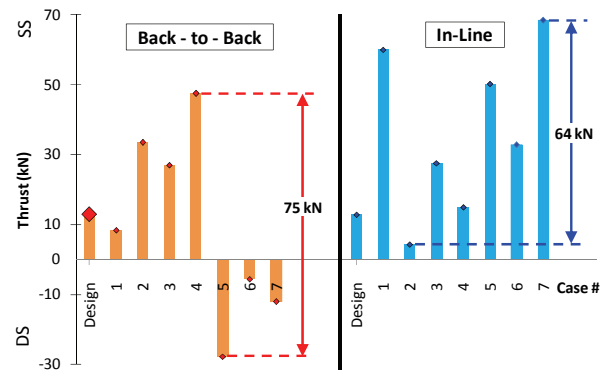 SS
Thrust (kN)
DS
70
50
30
10
0
-10
-30
Back - to - Back
75 kN
Design
1
2
3
4
5
6
7
In-Line
64 kN
Design
1
2
3
4
5
6
7
Case #